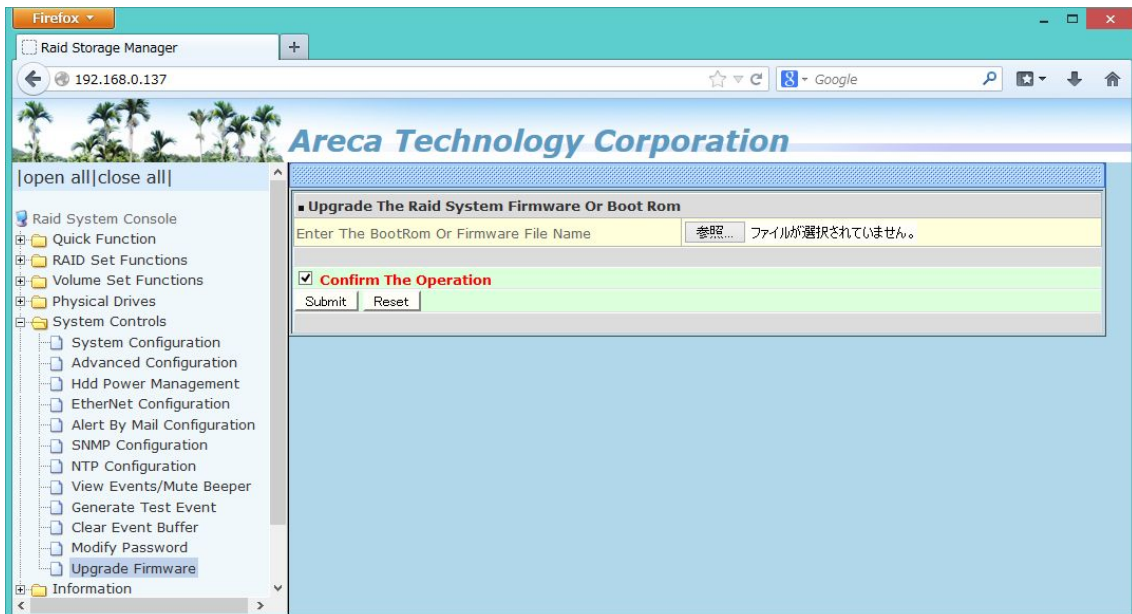 Firefox
Raid Storage Manager
192.168.0.137
Google
Areca Technology Corporation
|open all|close all|
Raid System Console
Quick Function
RAID Set Functions
Volume Set Functions
Physical Drives
System Controls
System Configuration
Advanced Configuration
Hdd Power Management
EtherNet Configuration
Alert By Mail Configuration
SNMP Configuration
NTP Configuration
View Events/Mute Beeper
Generate Test Event
Clear Event Buffer
Modify Password
Upgrade Firmware
Information
Upgrade The Raid System Firmware Or Boot Rom
Enter The BootRom Or Firmware File Name 参照... ファイルが選択されていません。
Confirm The Operation
Submit Reset